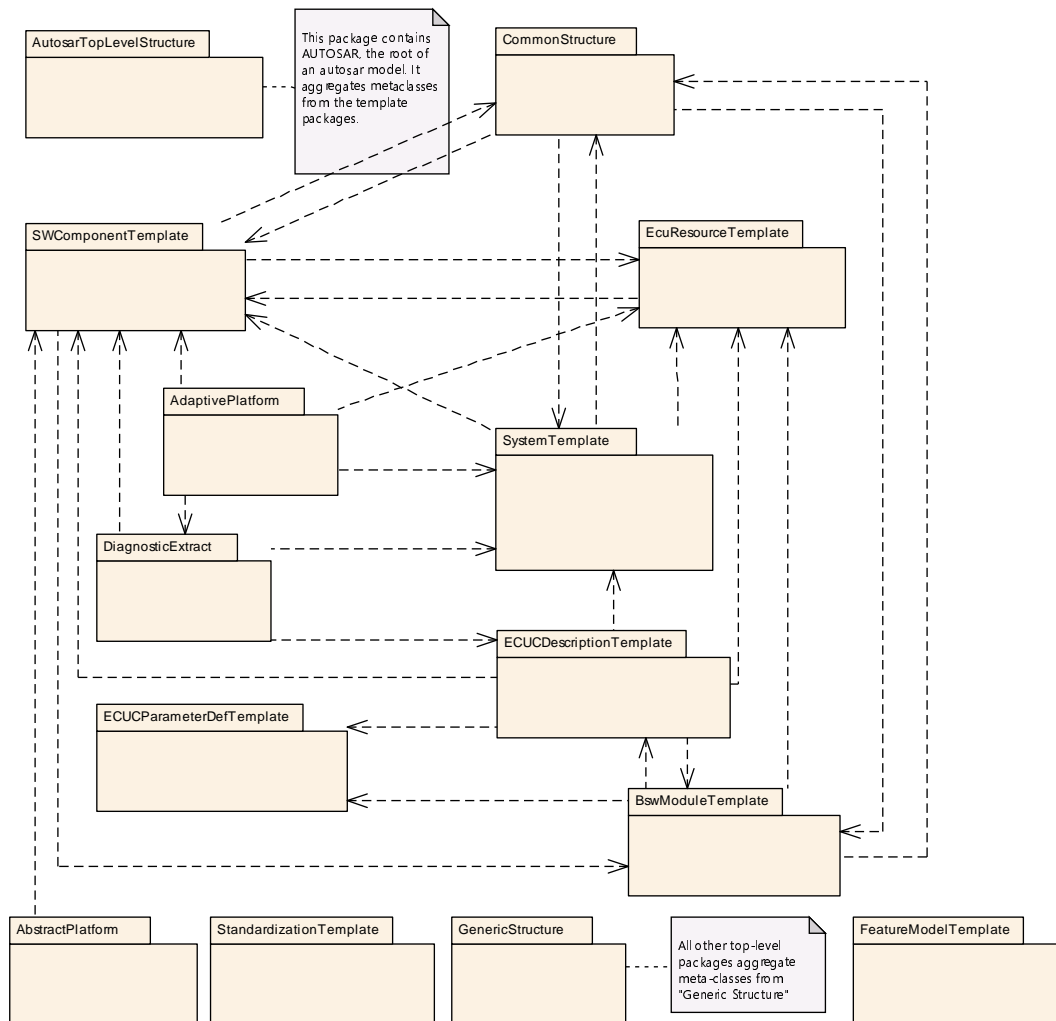 AutosarTopLevelStructure
This package contains
AUTOSAR, the root of
an autosar model. It
aggregates metaclasses
from the template
packages.
CommonStructure
SWComponentTemplate
EcuResourceTemplate
AdaptivePlatform
SystemTemplate
DiagnosticExtract
ECUCDescriptionTemplate
ECUCParameterDefTemplate
BswModuleTemplate
AbstractPlatform
StandardizationTemplate
GenericStructure
All other top-level
packages aggregate
meta-classes from
"Generic Structure"
FeatureModelTemplate